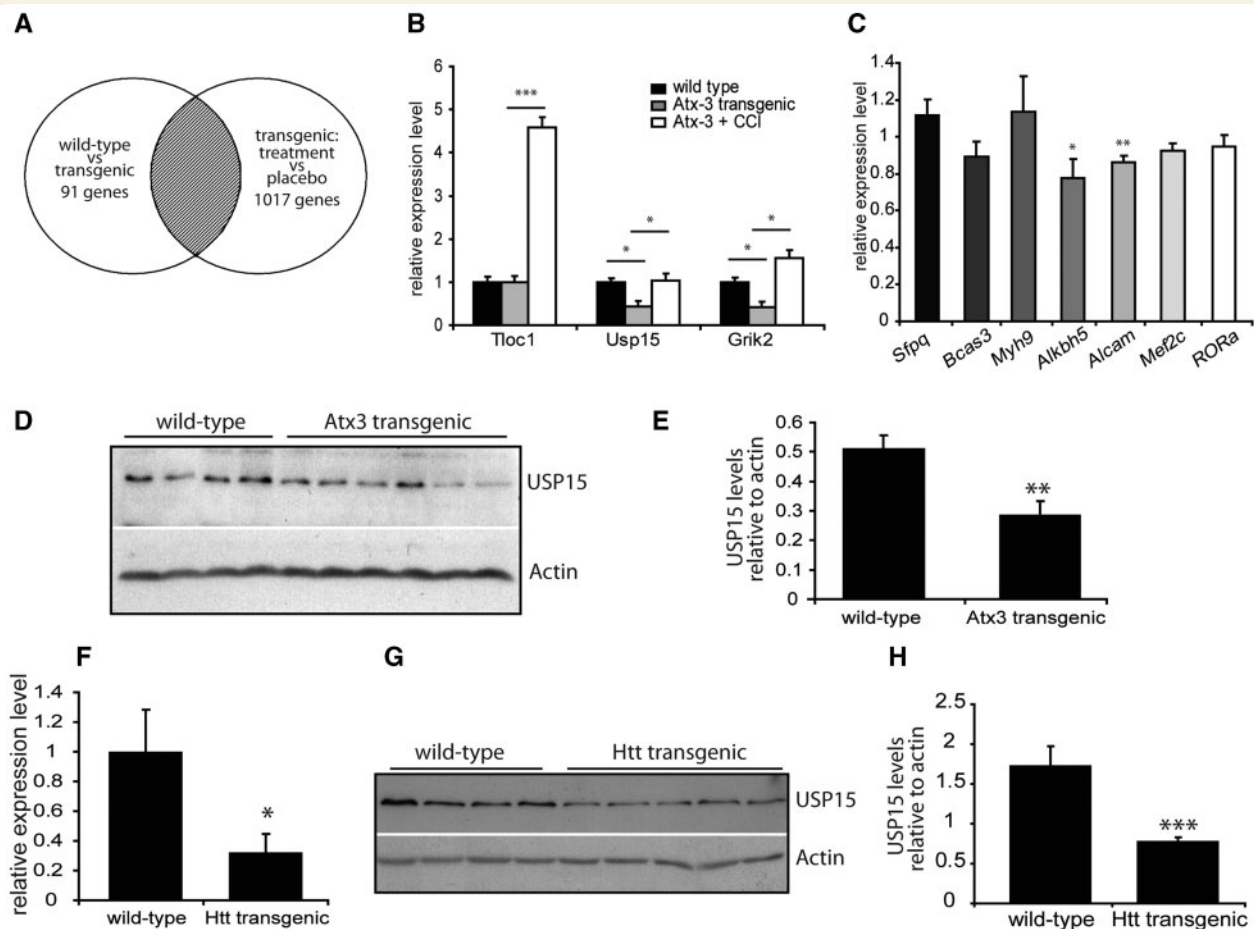 A
wild-type
vs
transgenic
91 genes
transgenic:
treatment
vs
placebo
1017 genes
B
relative expression level
6
5
4
3
2
1
0
***
*
*
*
*
wild type
Atx-3 transgenic
Atx-3 + CCI
Tloc1
Usp15
Grik2
C
relative expression level
1.4
1.2
1
0.8
0.6
0.4
0.2
0
*
**
Sfpq
Bcas3
Myh9
Alkbh5
Alcam
Mef2c
RORa
D
wild-type
Atx3 transgenic
USP15
Actin
E
USP15 levels
relative to actin
0.6
0.5
0.4
0.3
0.2
0.1
0
**
wild-type
Atx3 transgenic
F
relative expression level
1.4
1.2
1
0.8
0.6
0.4
0.2
0
*
wild-type
Htt transgenic
G
wild-type
Htt transgenic
USP15
Actin
H
USP15 levels
relative to actin
2.5
2
1.5
1
0.5
0
***
wild-type
Htt transgenic